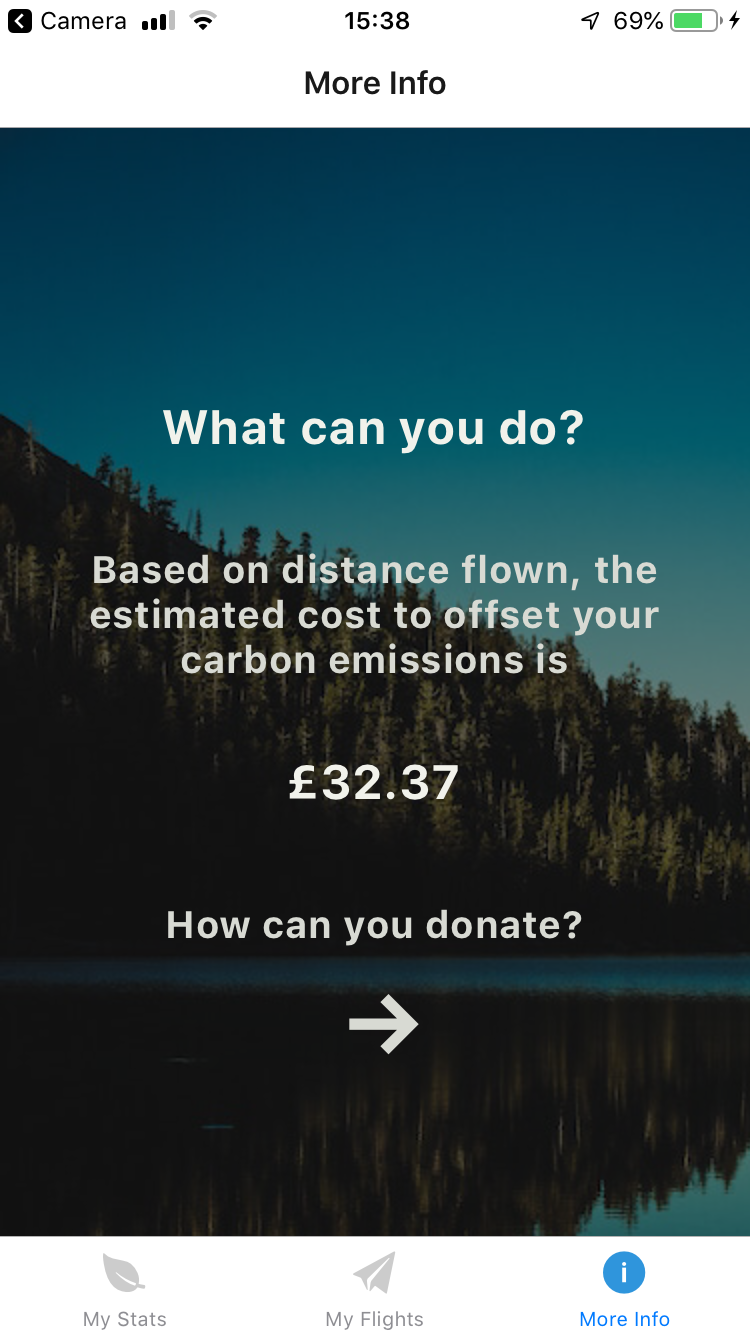 Camera 15:38 69%
More Info
What can you do?
Based on distance flown, the
estimated cost to offset your
carbon emissions is
£32.37
How can you donate?
My Stats My Flights More Info